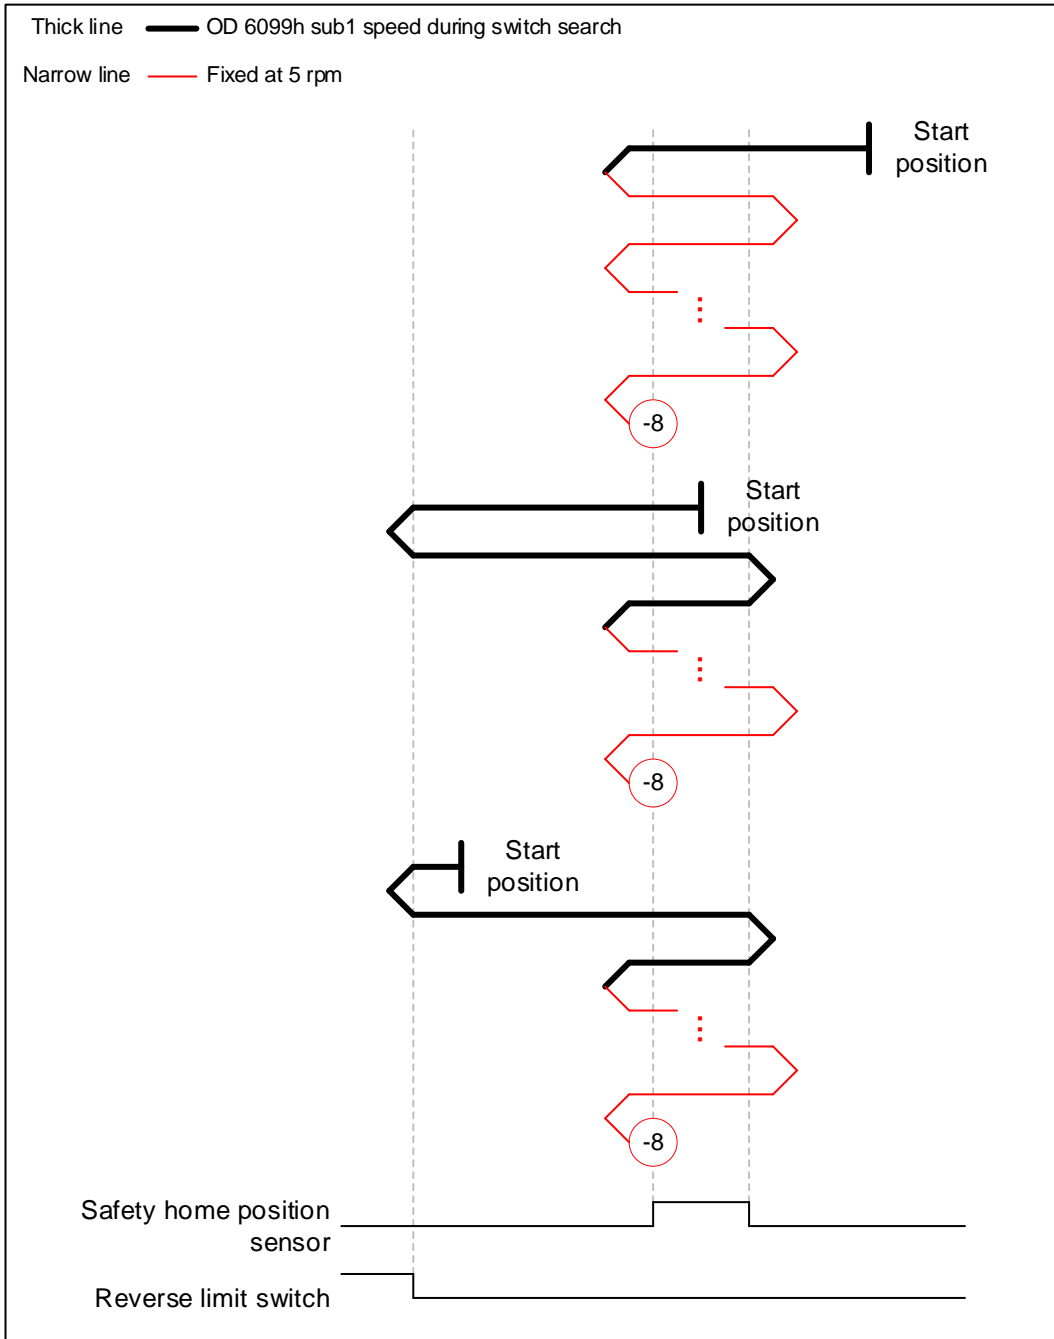 Thick line OD 6099h sub1 speed during switch search
Narrow line Fixed at 5 rpm
Start
position
-8
Start
position
-8
Start
position
-8
Safety home position
sensor
Reverse limit switch